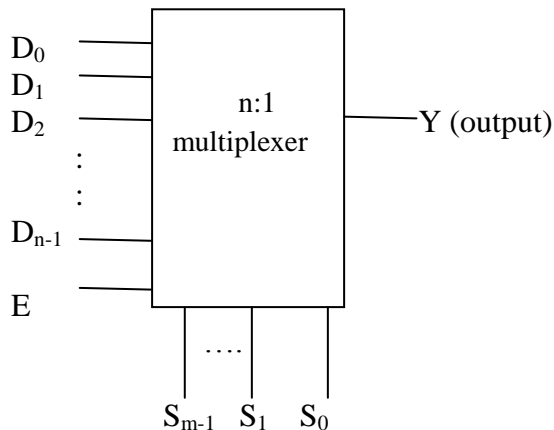 D₀
D₁
D₂
:
:
Dₙ₋₁
E
n:1
multiplexer
Y (output)
....
Sₘ₋₁ S₁ S₀